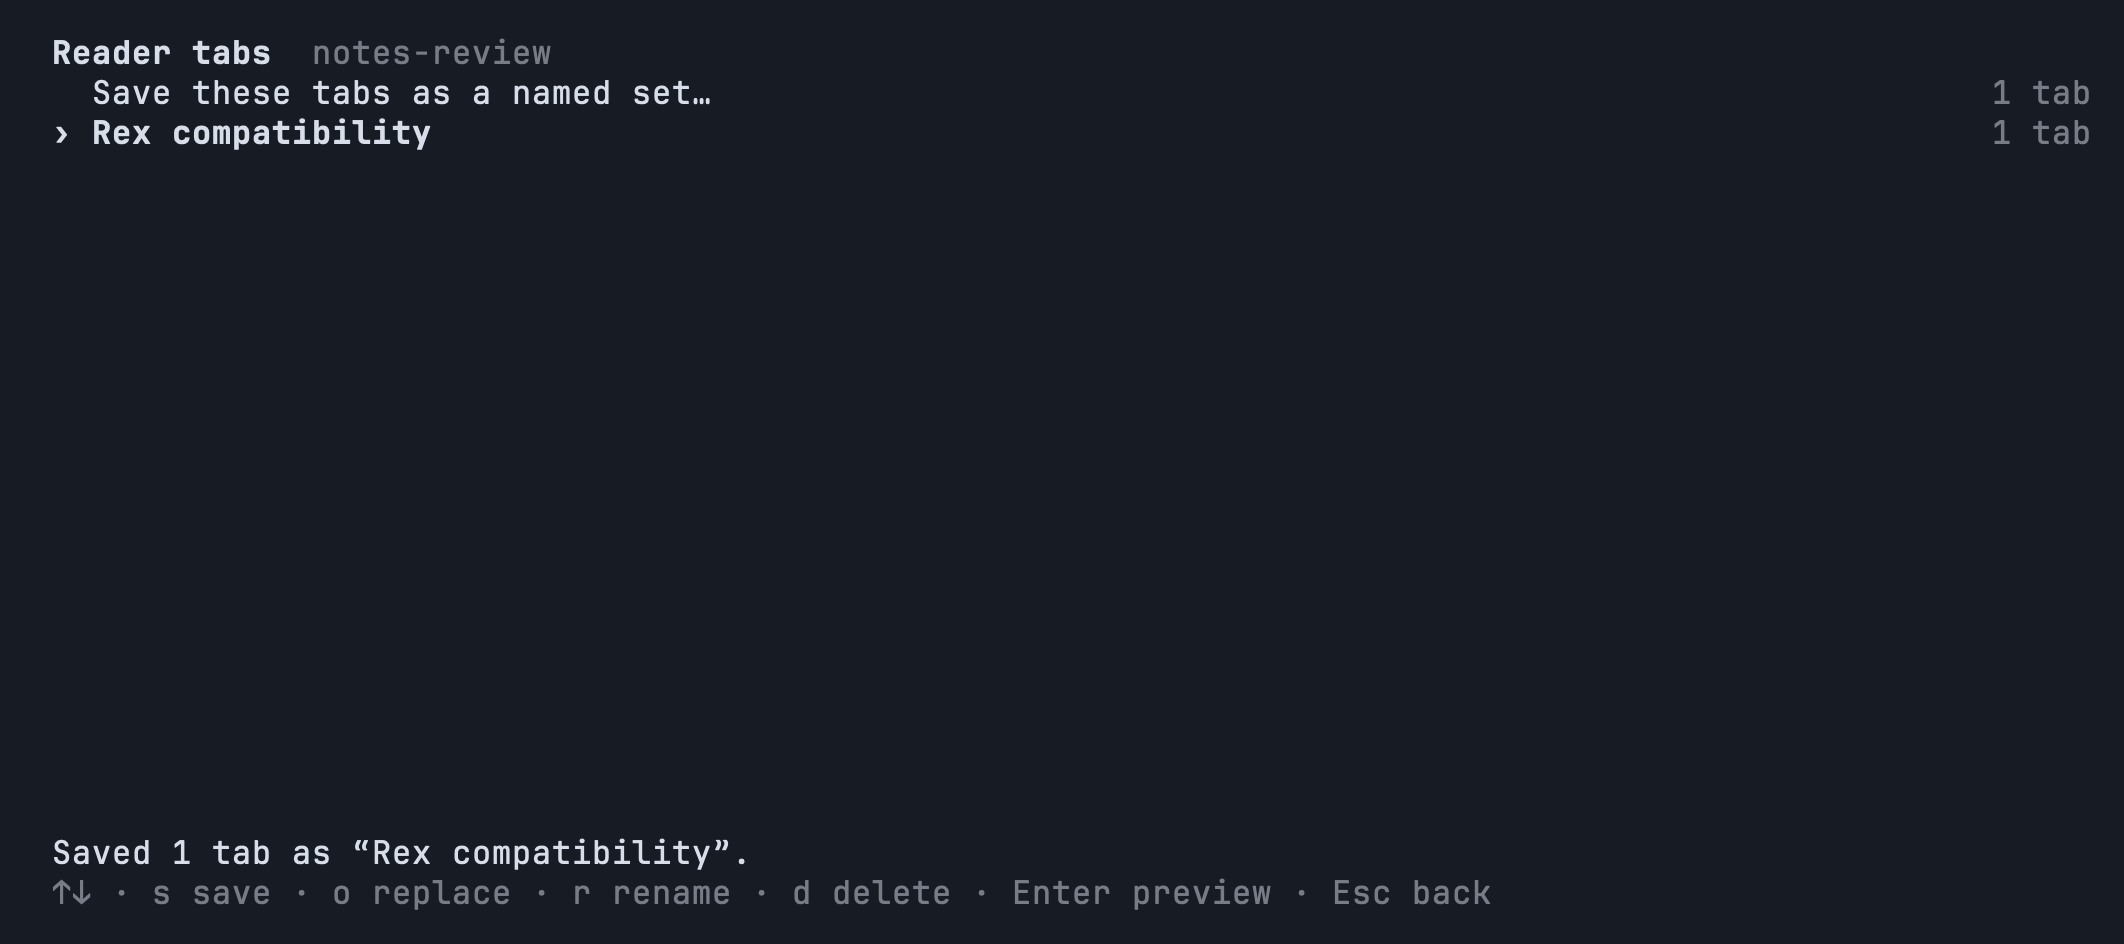 Reader tabs  notes-review
Save these tabs as a named set… 1 tab
› Rex compatibility 1 tab
Saved 1 tab as “Rex compatibility”.
↑↓ · s save · o replace · r rename · d delete · Enter preview · Esc back